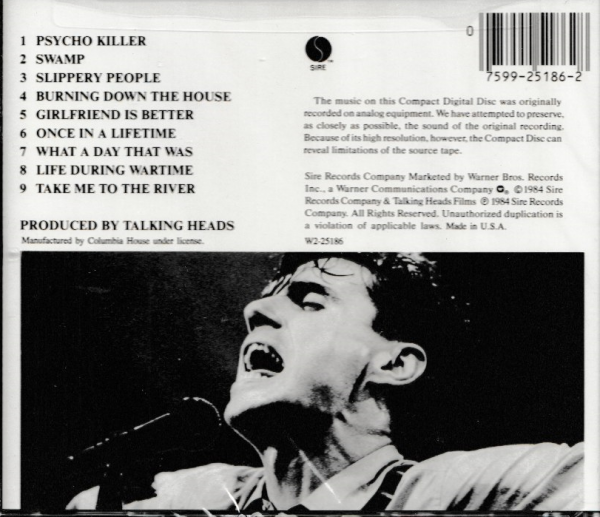 1 PSYCHO KILLER
2 SWAMP
3 SLIPPERY PEOPLE
4 BURNING DOWN THE HOUSE
5 GIRLFRIEND IS BETTER
6 ONCE IN A LIFETIME
7 WHAT A DAY THAT WAS
8 LIFE DURING WARTIME
9 TAKE ME TO THE RIVER
PRODUCED BY TALKING HEADS
Manufactured by Columbia House under license.
SIRE™
0
7599-25186-2
The music on this Compact Digital Disc was originally
recorded on analog equipment. We have attempted to preserve,
as closely as possible, the sound of the original recording.
Because of its high resolution, however, the Compact Disc can
reveal limitations of the source tape.
Sire Records Company Marketed by Warner Bros. Records
Inc., a Warner Communications Company ®, ©1984 Sire
Records Company & Talking Heads Films ℗ 1984 Sire Records
Company. All Rights Reserved. Unauthorized duplication is
a violation of applicable laws. Made in U.S.A.
W2-25186